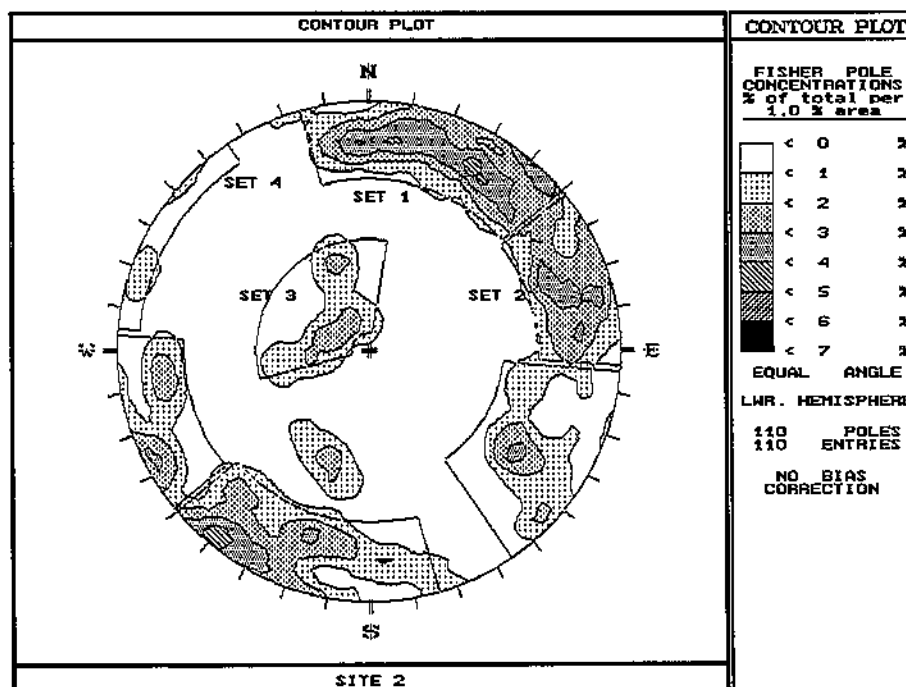 CONTOUR PLOT
N
SET 4
SET 1
SET 3
SET 2
W
E
S
SITE 2
CONTOUR PLOT
FISHER POLE
CONCENTRATIONS
% of total per
1.0 % area
< 0 %
< 1 %
< 2 %
< 3 %
< 4 %
< 5 %
< 6 %
< 7 %
EQUAL ANGLE
LWR. HEMISPHERE
110 POLES
110 ENTRIES
NO BIAS
CORRECTION